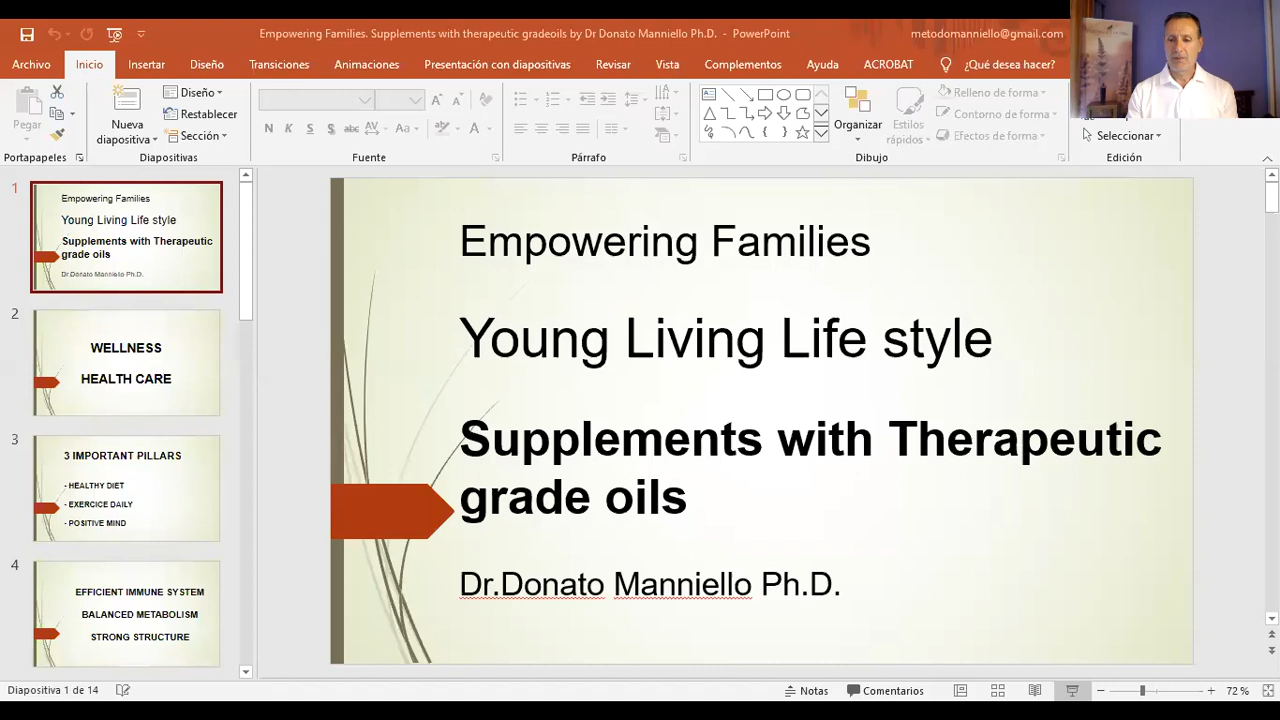 Empowering Families. Supplements with therapeutic gradeoils by Dr Donato Manniello Ph.D. - PowerPoint
metodomanniello@gmail.com
Archivo Inicio Insertar Diseño Transiciones Animaciones Presentación con diapositivas Revisar Vista Complementos Ayuda ACROBAT ¿Qué desea hacer?
Pegar
Nueva diapositiva
Diseño
Restablecer
Sección
N K S abc AV Aa A
Organizar
Estilos rápidos
Relleno de forma
Contorno de forma
Efectos de forma
Seleccionar
Portapapeles Diapositivas Fuente Párrafo Dibujo Edición
1
Empowering Families
Young Living Life style
Supplements with Therapeutic
grade oils
Dr.Donato Manniello Ph.D.
2
WELLNESS
HEALTH CARE
3
3 IMPORTANT PILLARS
- HEALTHY DIET
- EXERCICE DAILY
- POSITIVE MIND
4
EFFICIENT IMMUNE SYSTEM
BALANCED METABOLISM
STRONG STRUCTURE
Empowering Families
Young Living Life style
Supplements with Therapeutic
grade oils
Dr.Donato Manniello Ph.D.
Diapositiva 1 de 14 Notas Comentarios 72 %